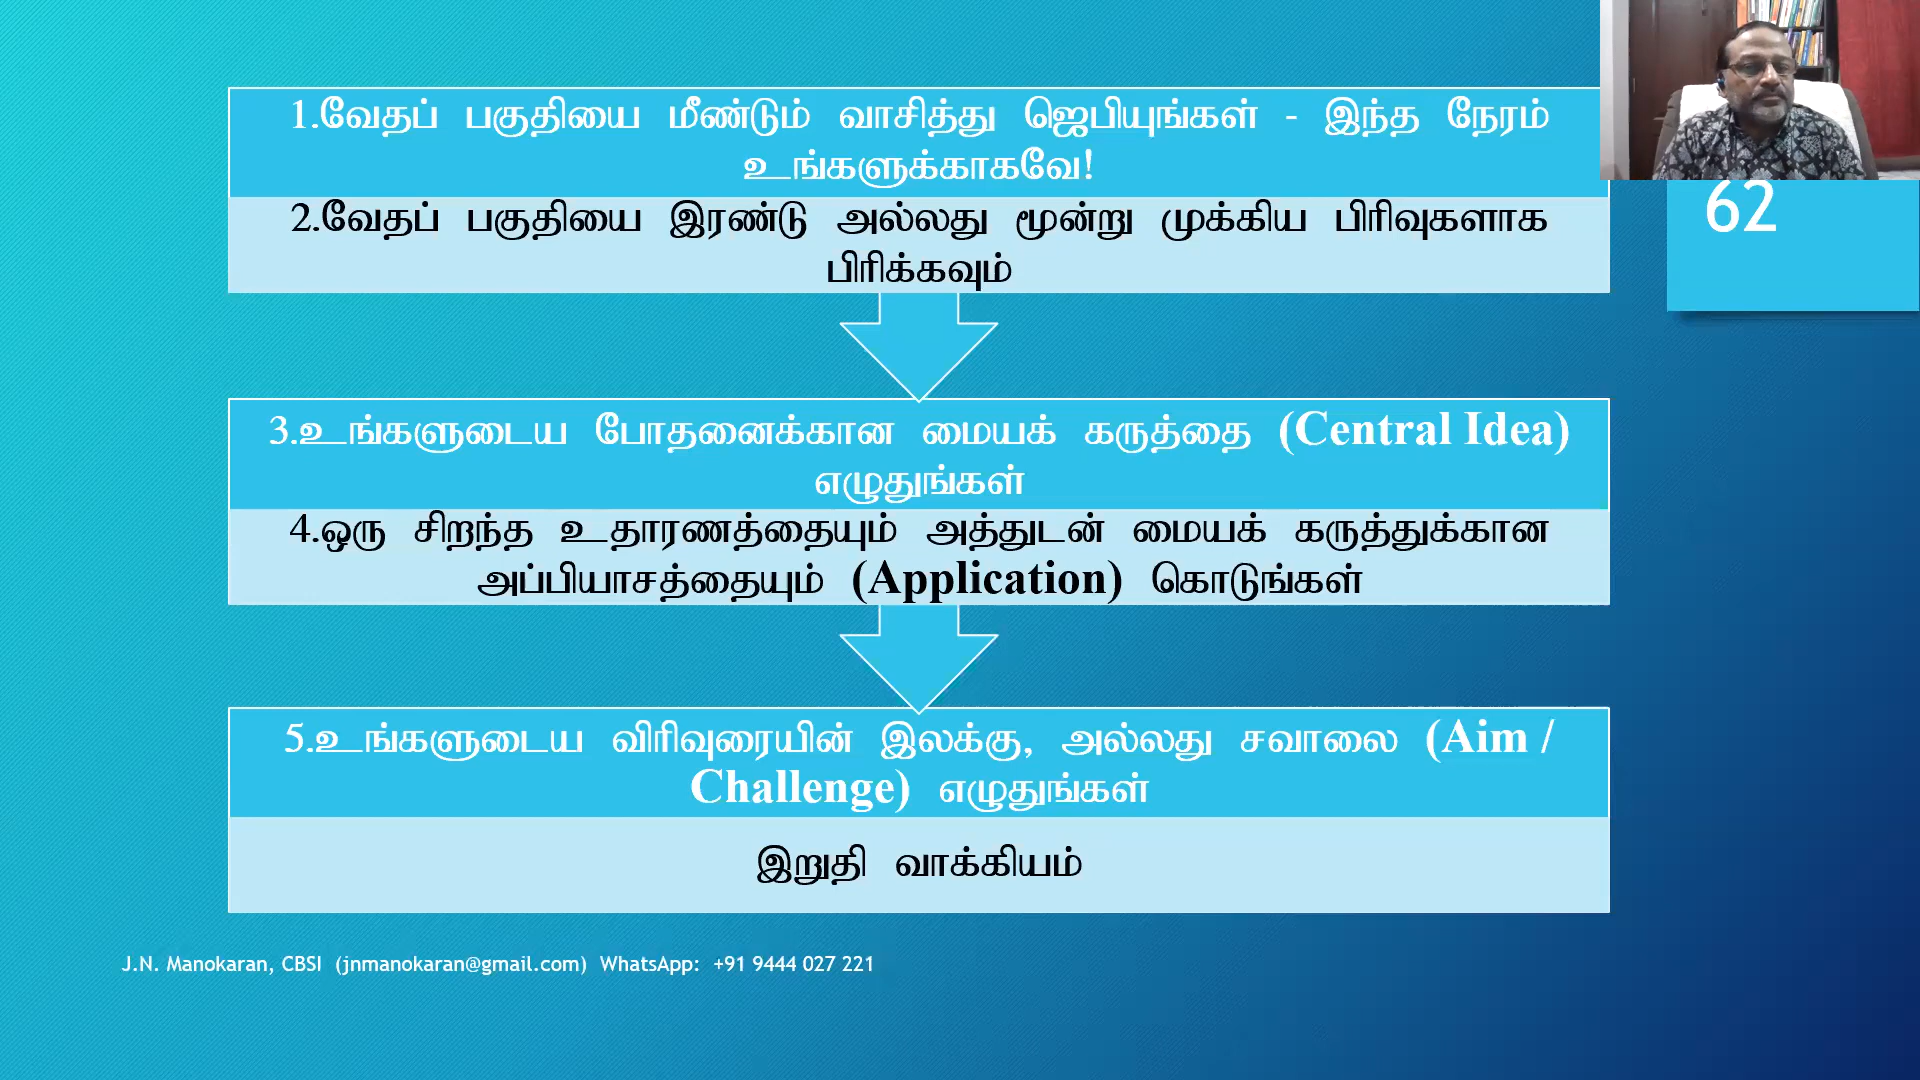 1.வேதப் பகுதியை மீண்டும் வாசித்து ஜெபியுங்கள் - இந்த நேரம்
உங்களுக்காகவே!
62
2.வேதப் பகுதியை இரண்டு அல்லது மூன்று முக்கிய பிரிவுகளாக
பிரிக்கவும்
3.உங்களுடைய போதனைக்கான மையக் கருத்தை (Central Idea)
எழுதுங்கள்
4.ஒரு சிறந்த உதாரணத்தையும் அத்துடன் மையக் கருத்துக்கான
அப்பியாசத்தையும் (Application) கொடுங்கள்
5.உங்களுடைய விரிவுரையின் இலக்கு, அல்லது சவாலை (Aim /
Challenge) எழுதுங்கள்
இறுதி வாக்கியம்
J.N. Manokaran, CBSI (jnmanokaran@gmail.com) WhatsApp: +91 9444 027 221